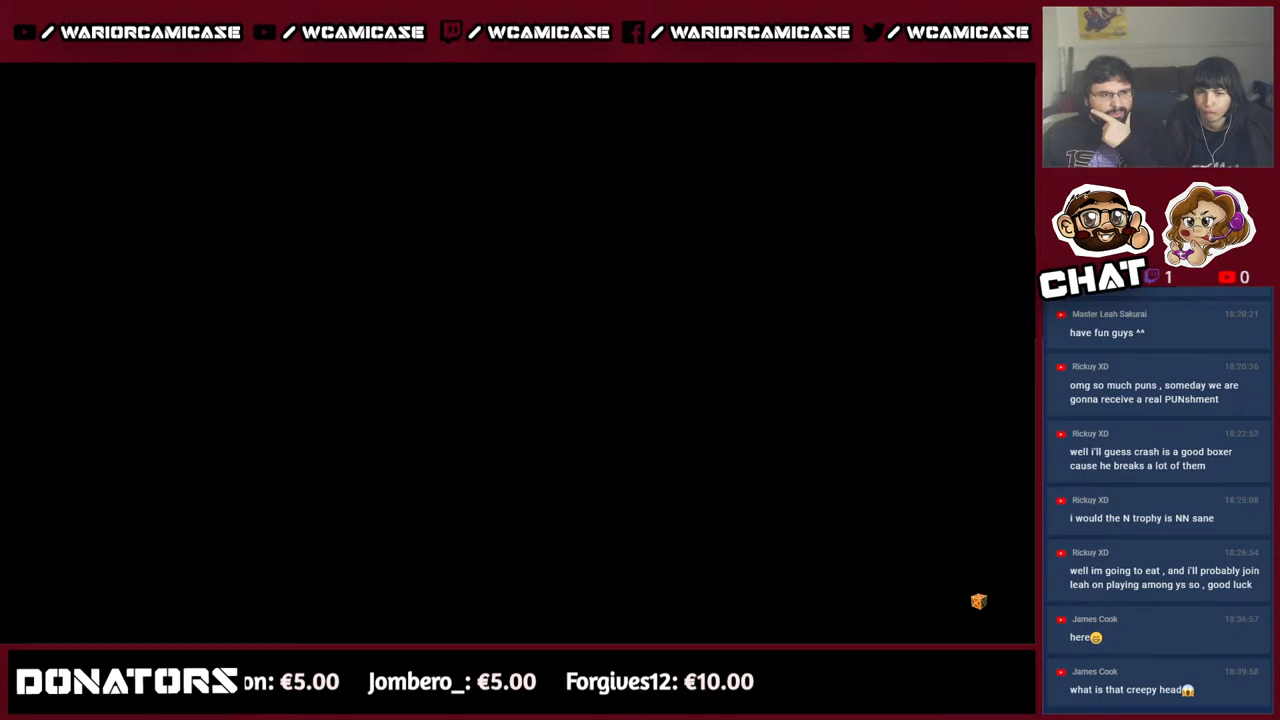 / WARIORCAMICASE / WCAMICASE / WCAMICASE / WARIORCAMICASE / WCAMICASE
CHAT 1 0
Master Leah Sakurai 18:20:21
have fun guys ^^
Rickuy XD 18:20:36
omg so much puns , someday we are
gonna receive a real PUNshment
Rickuy XD 18:22:57
well i'll guess crash is a good boxer
cause he breaks a lot of them
Rickuy XD 18:25:08
i would the N trophy is NN sane
Rickuy XD 18:26:54
well im going to eat , and i'll probably join
leah on playing among ys so , good luck
James Cook 18:36:57
here😄
James Cook 18:39:58
what is that creepy head😱
DONATORS on: €5.00 Jombero_: €5.00 Forgives12: €10.00